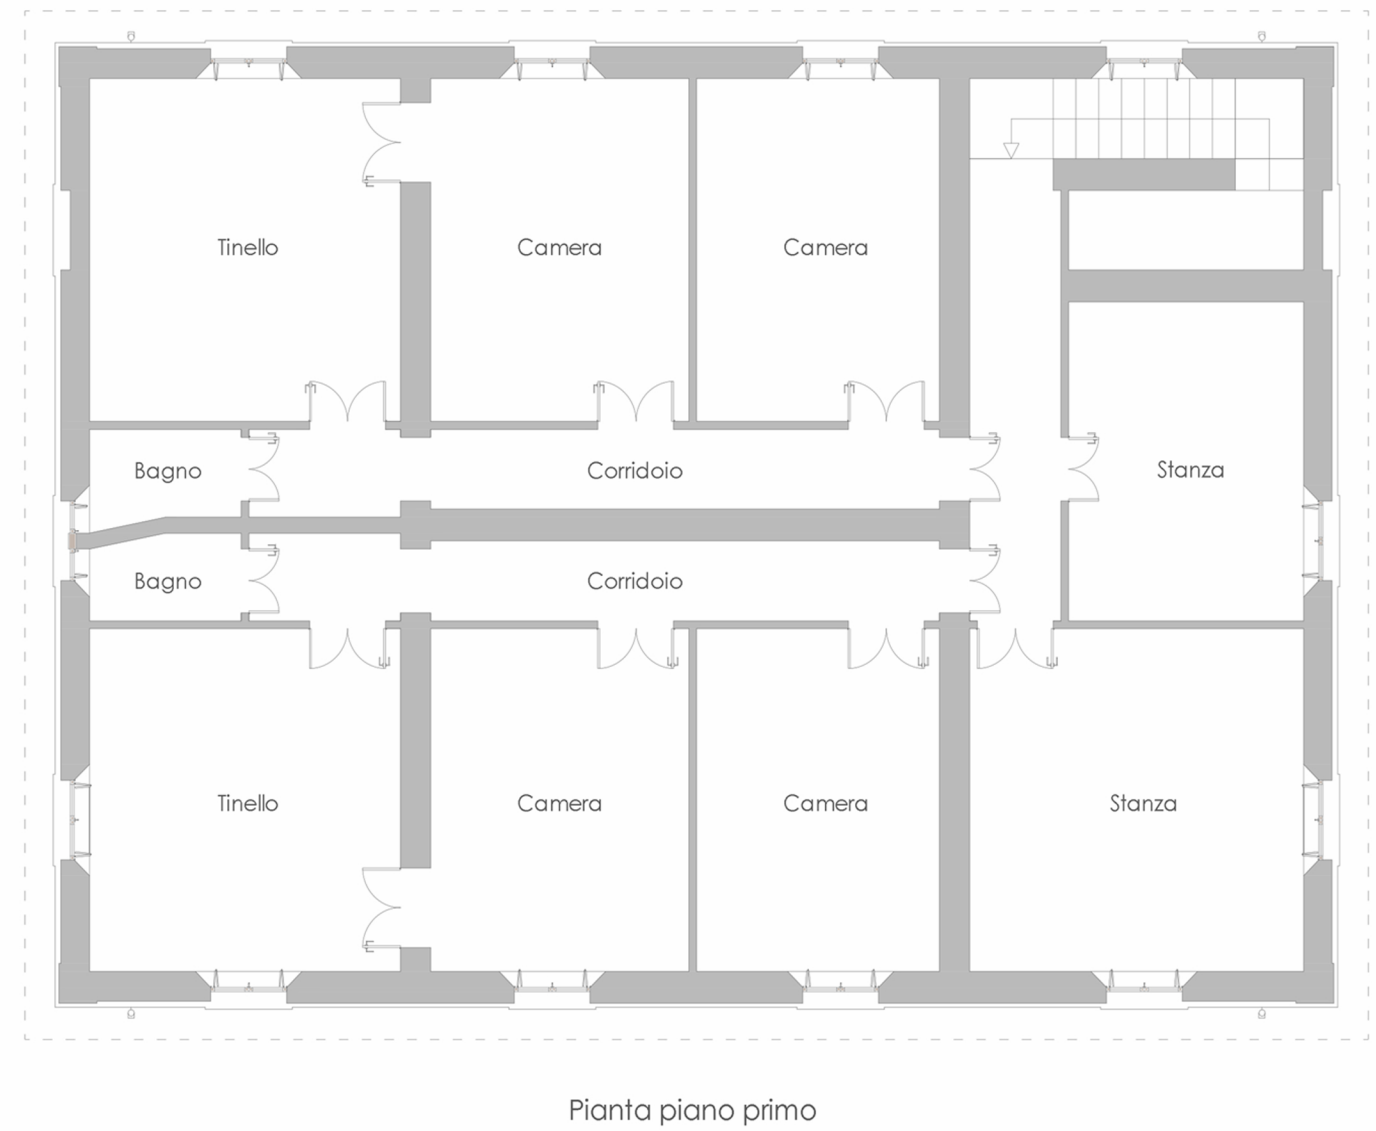 Tinello
Camera
Camera
Bagno
Corridoio
Stanza
Bagno
Corridoio
Tinello
Camera
Camera
Stanza
Pianta piano primo